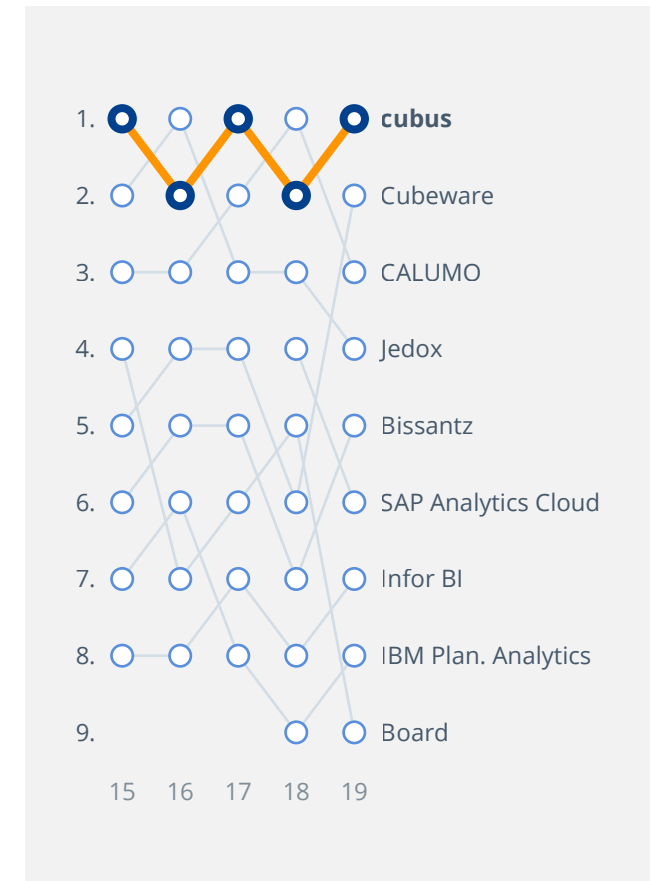 1. cubus
2. Cubeware
3. CALUMO
4. Jedox
5. Bissantz
6. SAP Analytics Cloud
7. Infor BI
8. IBM Plan. Analytics
9. Board
15 16 17 18 19